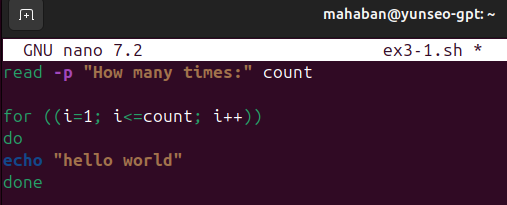 mahaban@yunseo-gpt: ~
GNU nano 7.2 ex3-1.sh *
read -p "How many times:" count
for ((i=1; i<=count; i++))
do
echo "hello world"
done